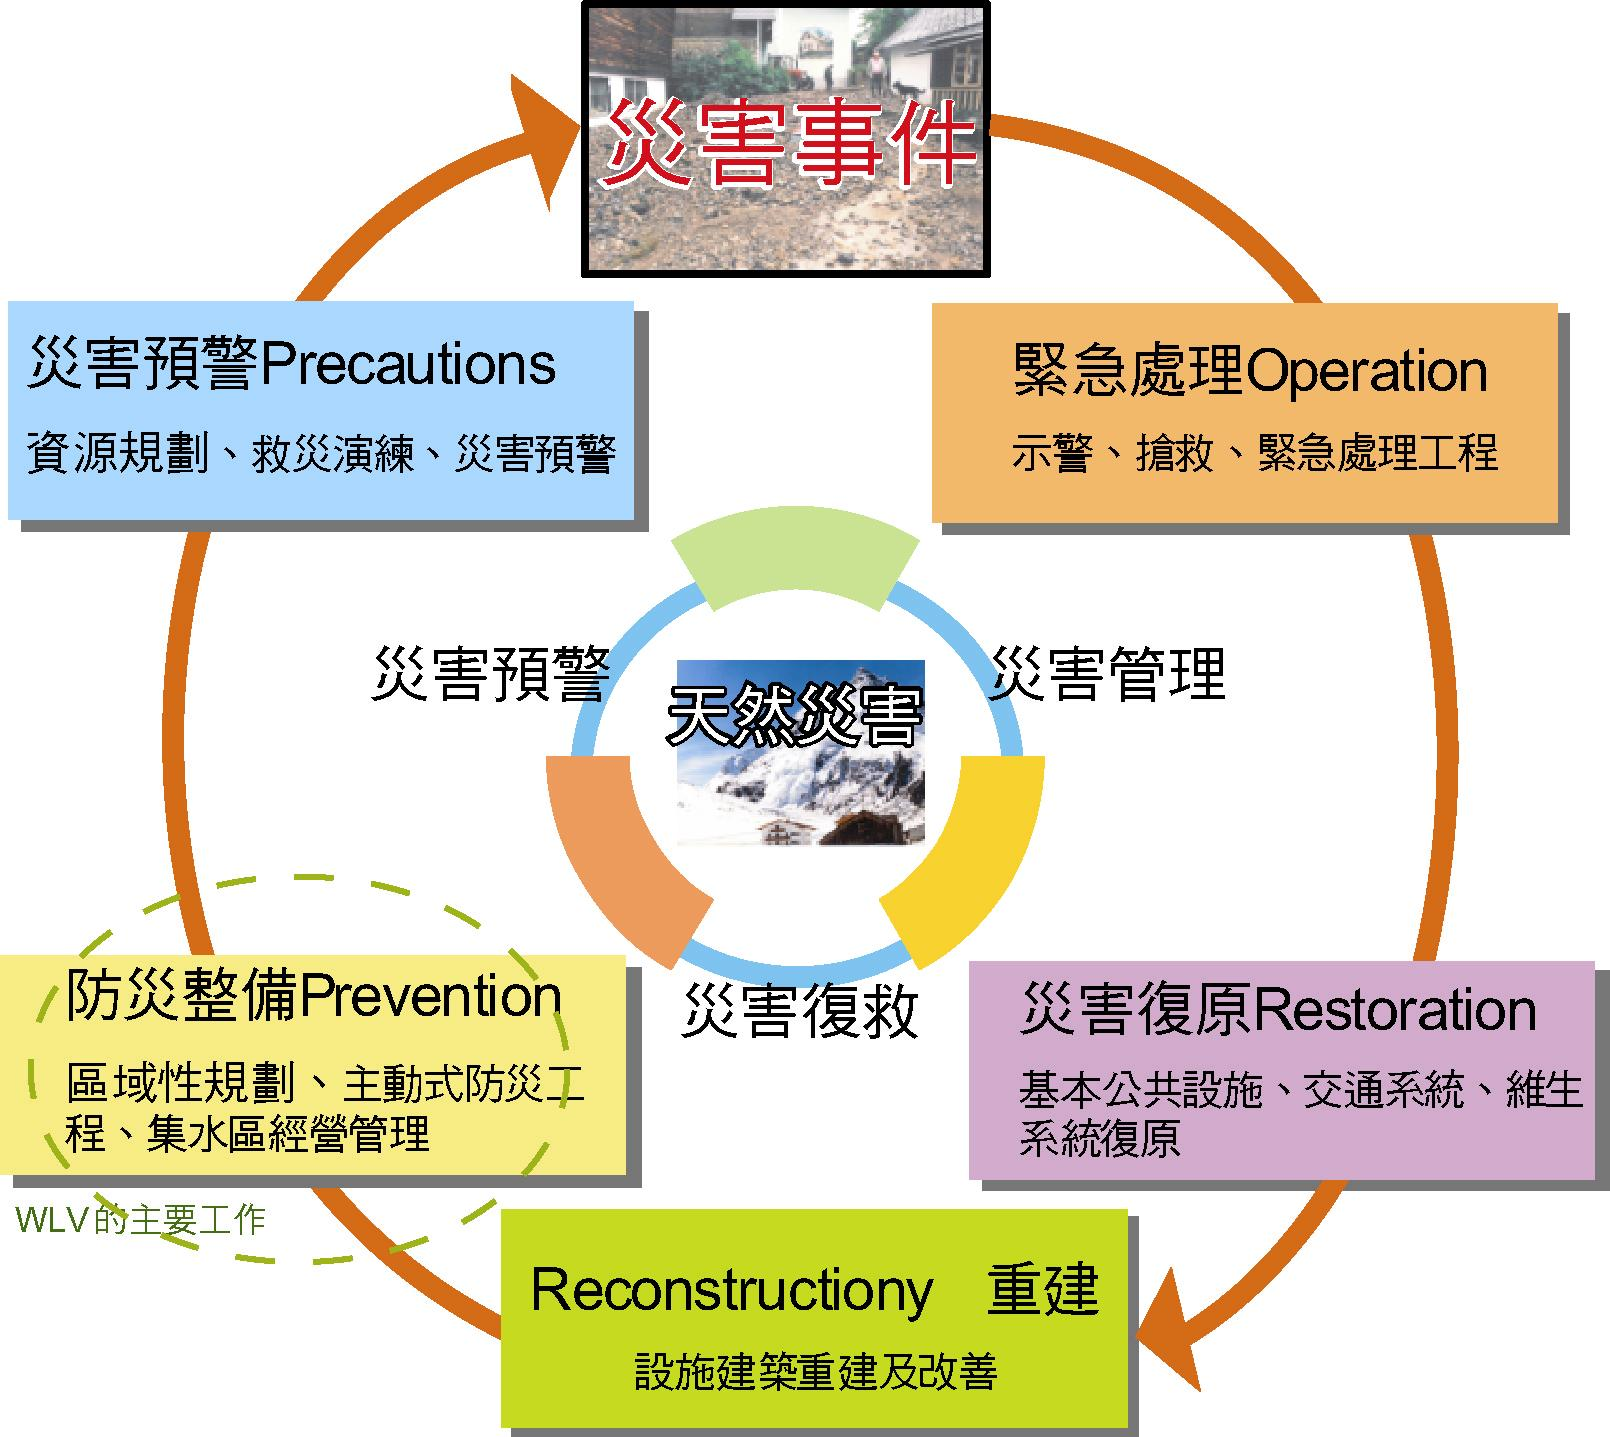 災害事件
災害預警Precautions
資源規劃、救災演練、災害預警
緊急處理Operation
示警、搶救、緊急處理工程
災害預警
天然災害
災害管理
災害復救
防災整備Prevention
區域性規劃、主動式防災工
程、集水區經營管理
WLV的主要工作
災害復原Restoration
基本公共設施、交通系統、維生
系統復原
Reconstructiony 重建
設施建築重建及改善